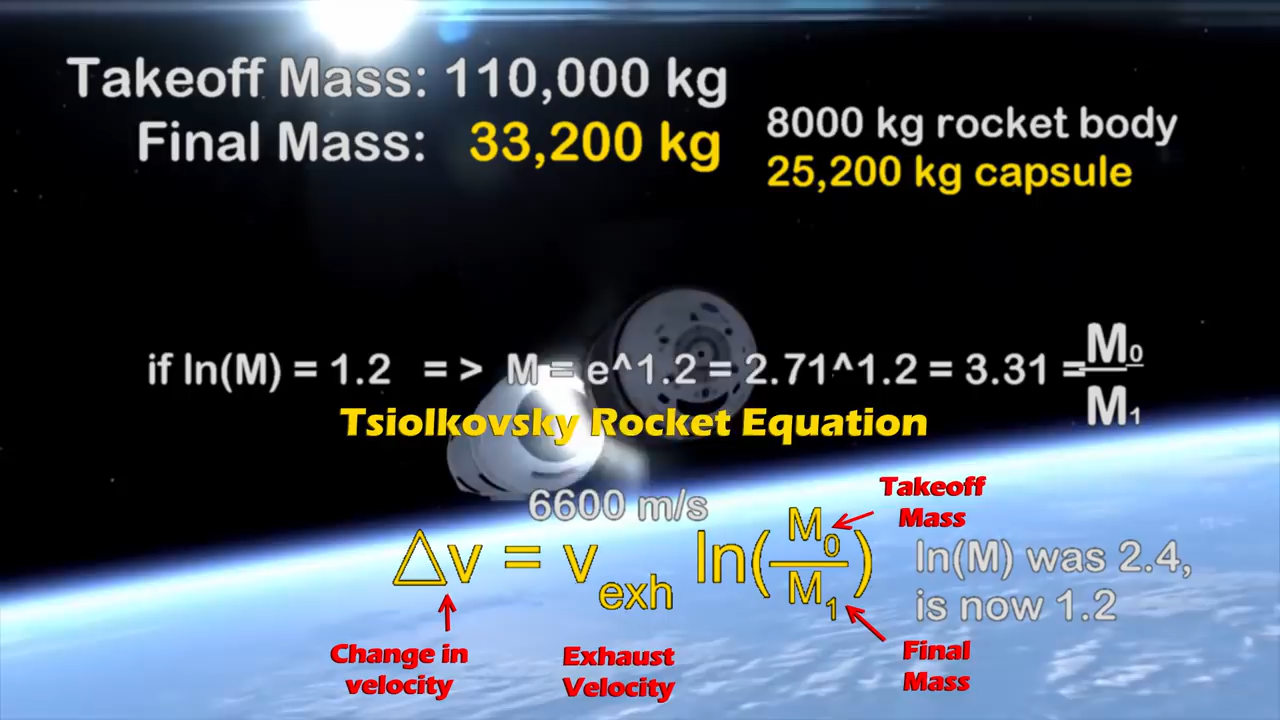 Takeoff Mass: 110,000 kg
Final Mass: 33,200 kg
8000 kg rocket body
25,200 kg capsule
if ln(M) = 1.2 = > M = e^1.2 = 2.71^1.2 = 3.31 = M₀/M₁
Tsiolkovsky Rocket Equation
6600 m/s
Δv = v exh ln(M₀/M₁)
Takeoff
Mass
ln(M) was 2.4,
is now 1.2
Change in
velocity
Exhaust
Velocity
Final
Mass